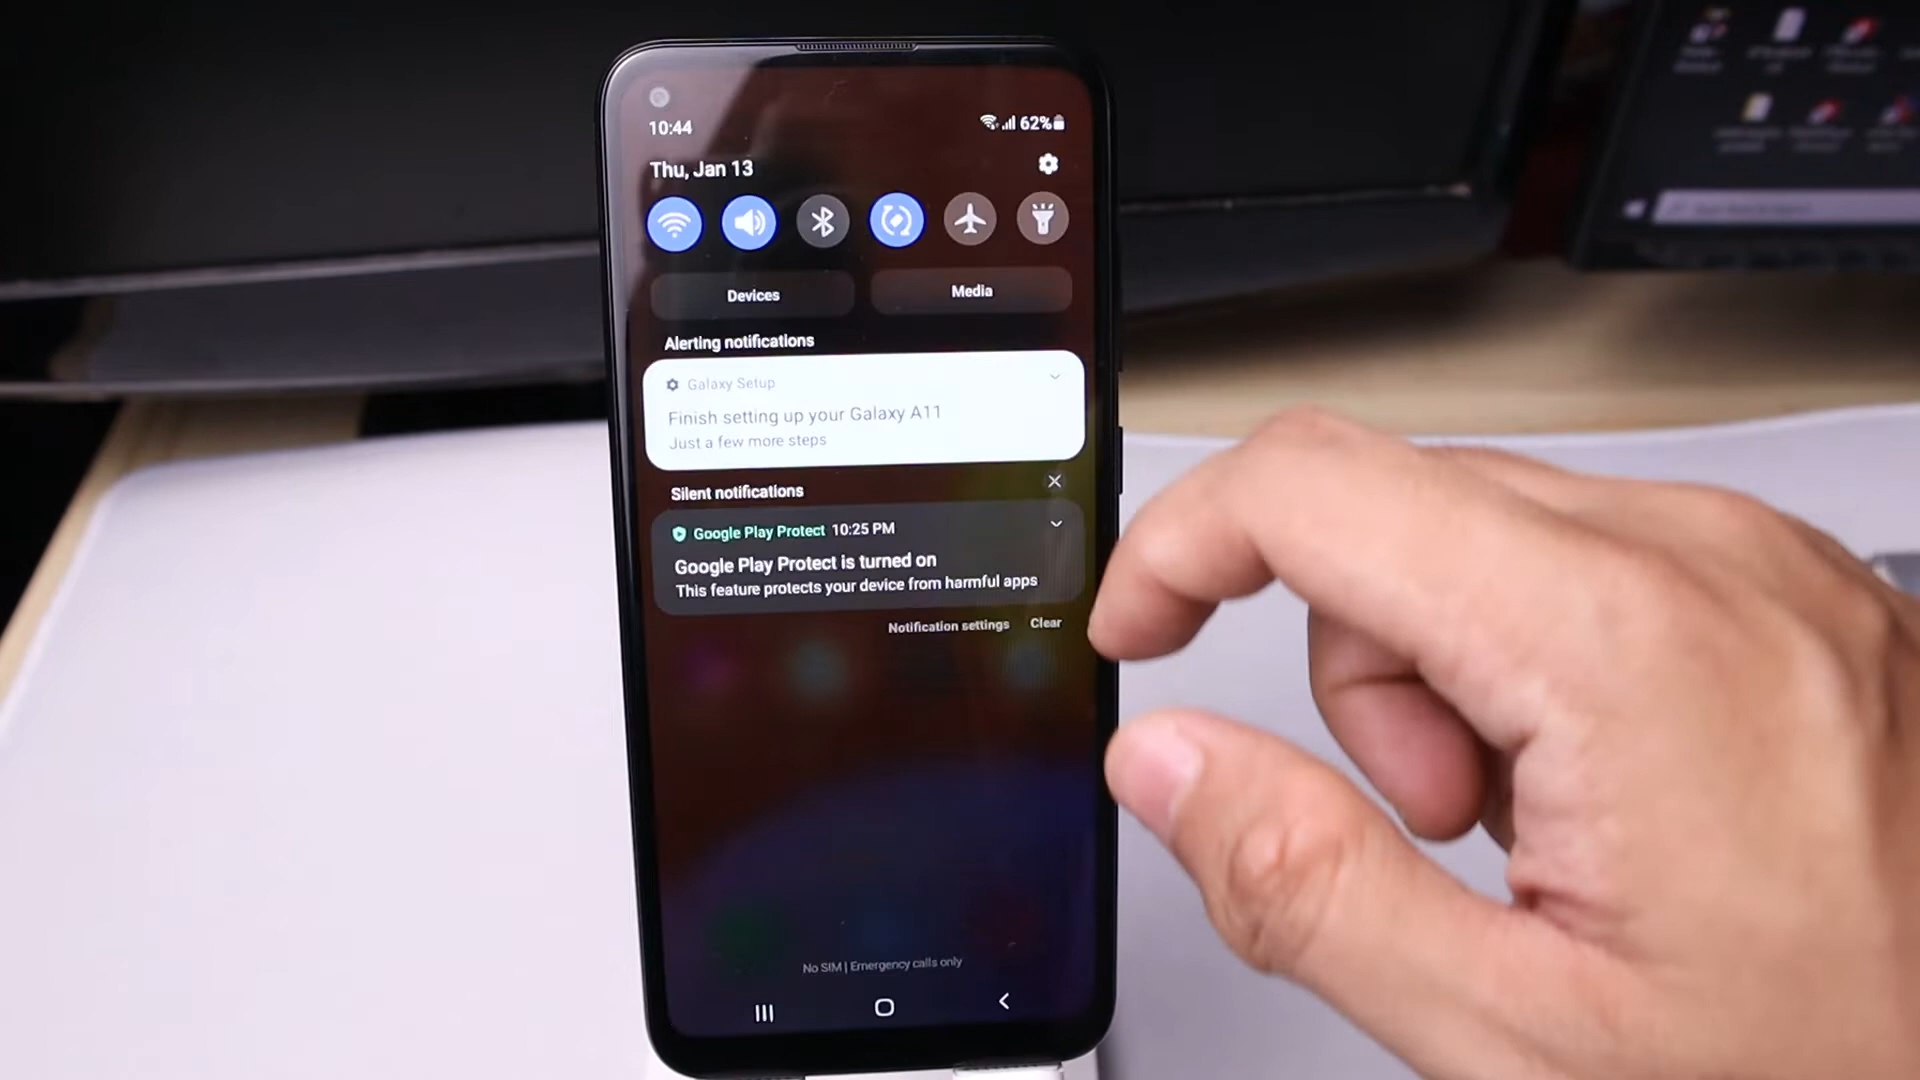 10:44
62%
Thu, Jan 13
Devices
Media
Alerting notifications
Galaxy Setup
Finish setting up your Galaxy A11
Just a few more steps
Silent notifications
Google Play Protect 10:25 PM
Google Play Protect is turned on
This feature protects your device from harmful apps
Notification settings
Clear
No SIM | Emergency calls only